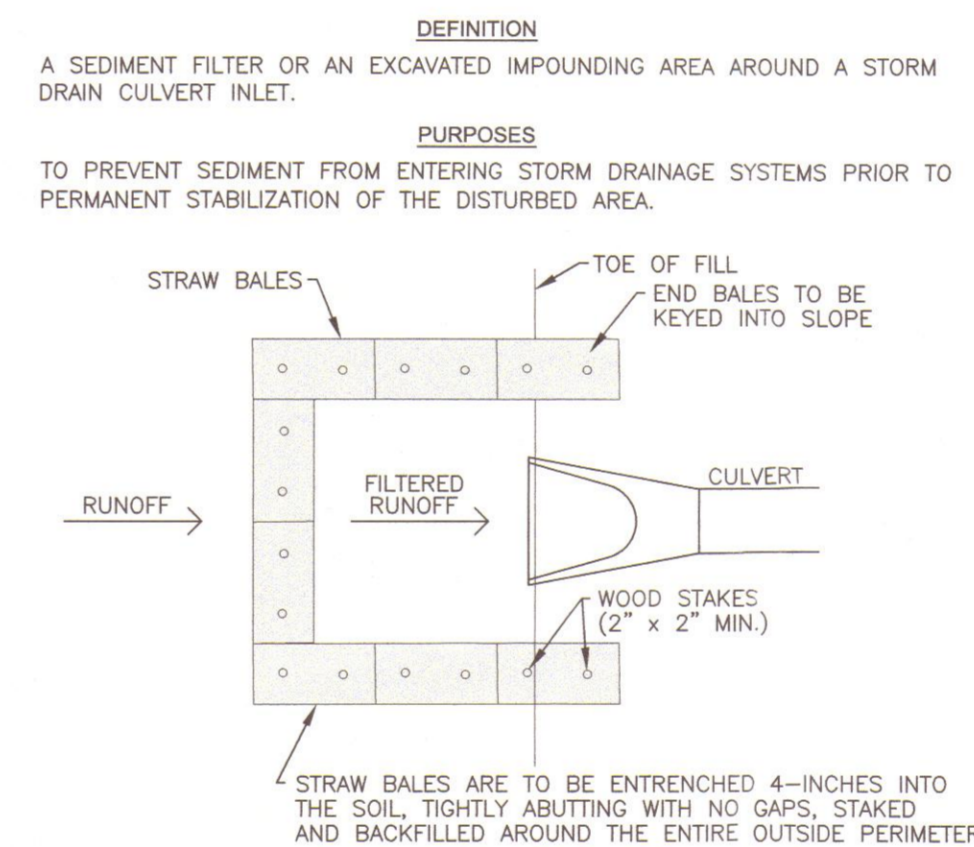 DEFINITION
A SEDIMENT FILTER OR AN EXCAVATED IMPOUNDING AREA AROUND A STORM
DRAIN CULVERT INLET.
PURPOSES
TO PREVENT SEDIMENT FROM ENTERING STORM DRAINAGE SYSTEMS PRIOR TO
PERMANENT STABILIZATION OF THE DISTURBED AREA.
STRAW BALES
TOE OF FILL
END BALES TO BE
KEYED INTO SLOPE
RUNOFF
FILTERED
RUNOFF
CULVERT
WOOD STAKES
(2" x 2" MIN.)
STRAW BALES ARE TO BE ENTRENCHED 4-INCHES INTO
THE SOIL, TIGHTLY ABUTTING WITH NO GAPS, STAKED
AND BACKFILLED AROUND THE ENTIRE OUTSIDE PERIMETER